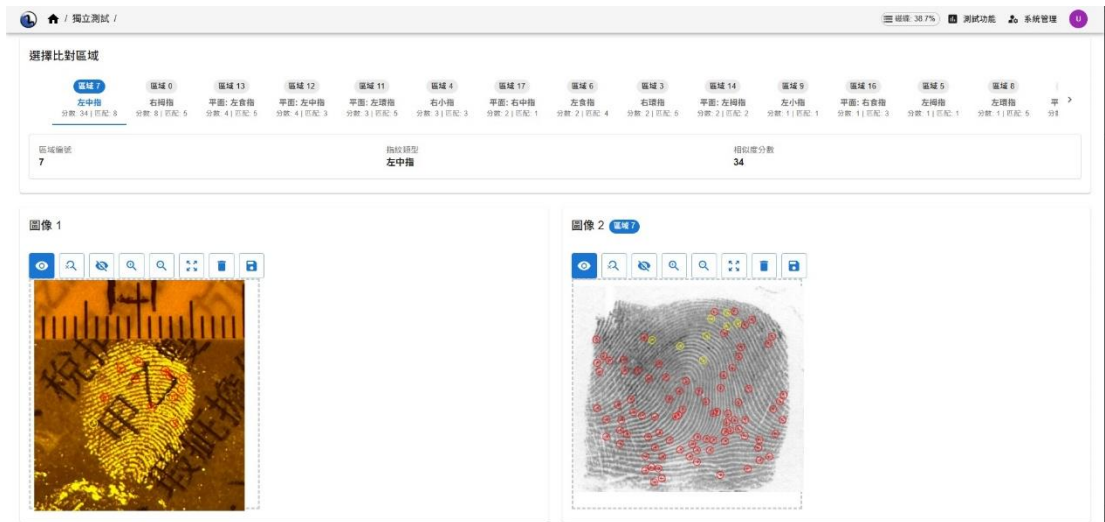 / 獨立測試 /
磁碟: 38.7%
測試功能
系統管理
U
選擇比對區域
區域 7 區域 0 區域 13 區域 12 區域 11 區域 4 區域 17 區域 6 區域 3 區域 14 區域 9 區域 16 區域 5 區域 8
左中指 右拇指 平面: 左食指 平面: 左中指 平面: 左環指 右小指 平面: 右中指 左食指 右環指 平面: 左拇指 左小指 平面: 右食指 左拇指 左環指 平
分數: 34 | 匹配: 8 分數: 8 | 匹配: 5 分數: 4 | 匹配: 5 分數: 4 | 匹配: 3 分數: 3 | 匹配: 5 分數: 3 | 匹配: 3 分數: 2 | 匹配: 1 分數: 2 | 匹配: 4 分數: 2 | 匹配: 5 分數: 2 | 匹配: 2 分數: 1 | 匹配: 1 分數: 1 | 匹配: 3 分數: 1 | 匹配: 1 分數: 1 | 匹配: 5
區域編號 指紋類型 相似度分數
7 左中指 34
圖像 1
圖像 2 區域 7
甲